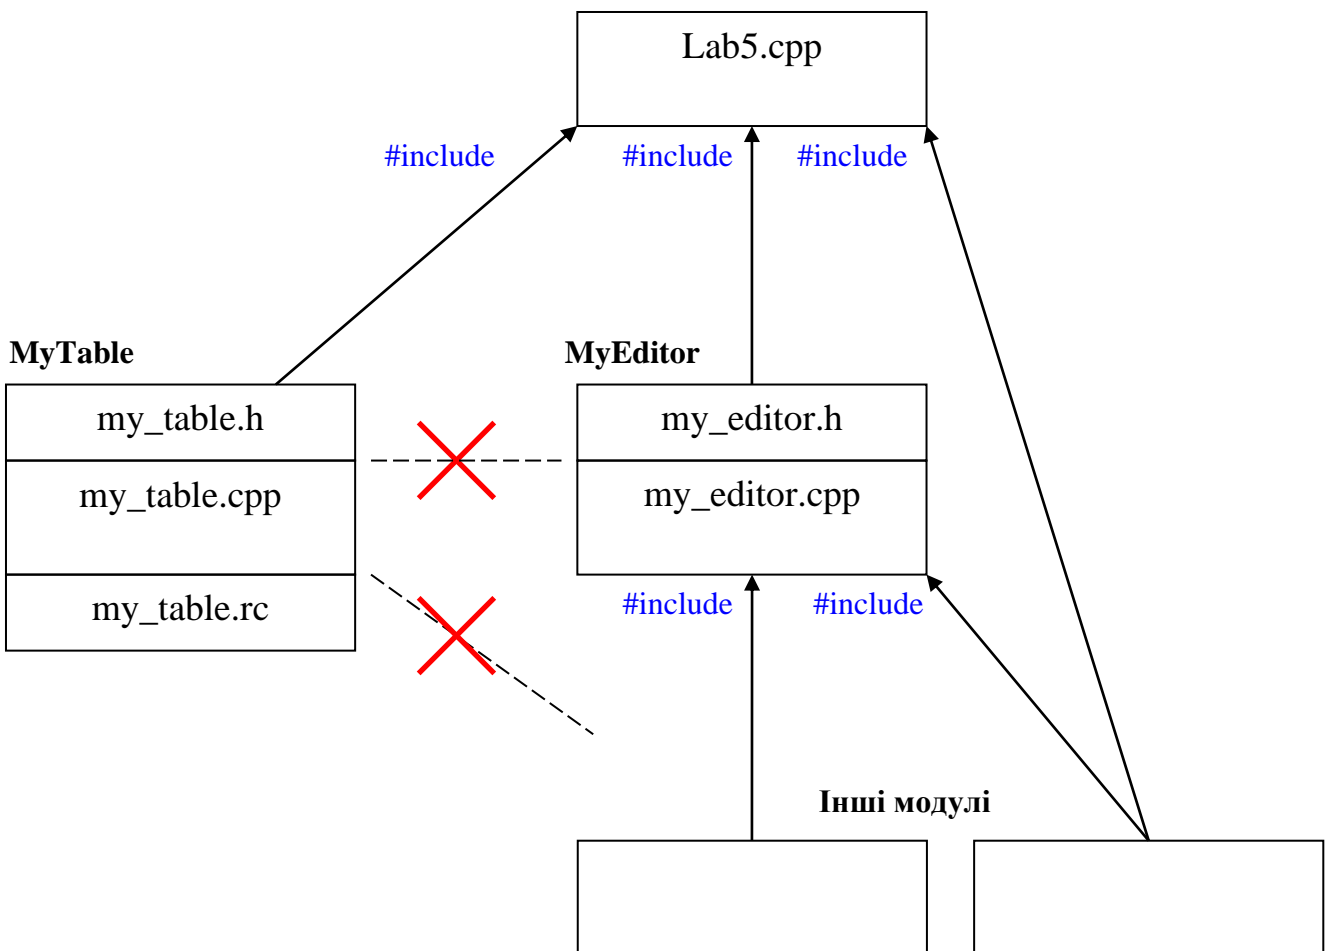 Lab5.cpp
#include
#include
#include
MyTable
MyEditor
my_table.h
my_editor.h
my_table.cpp
my_editor.cpp
my_table.rc
#include
#include
Інші модулі